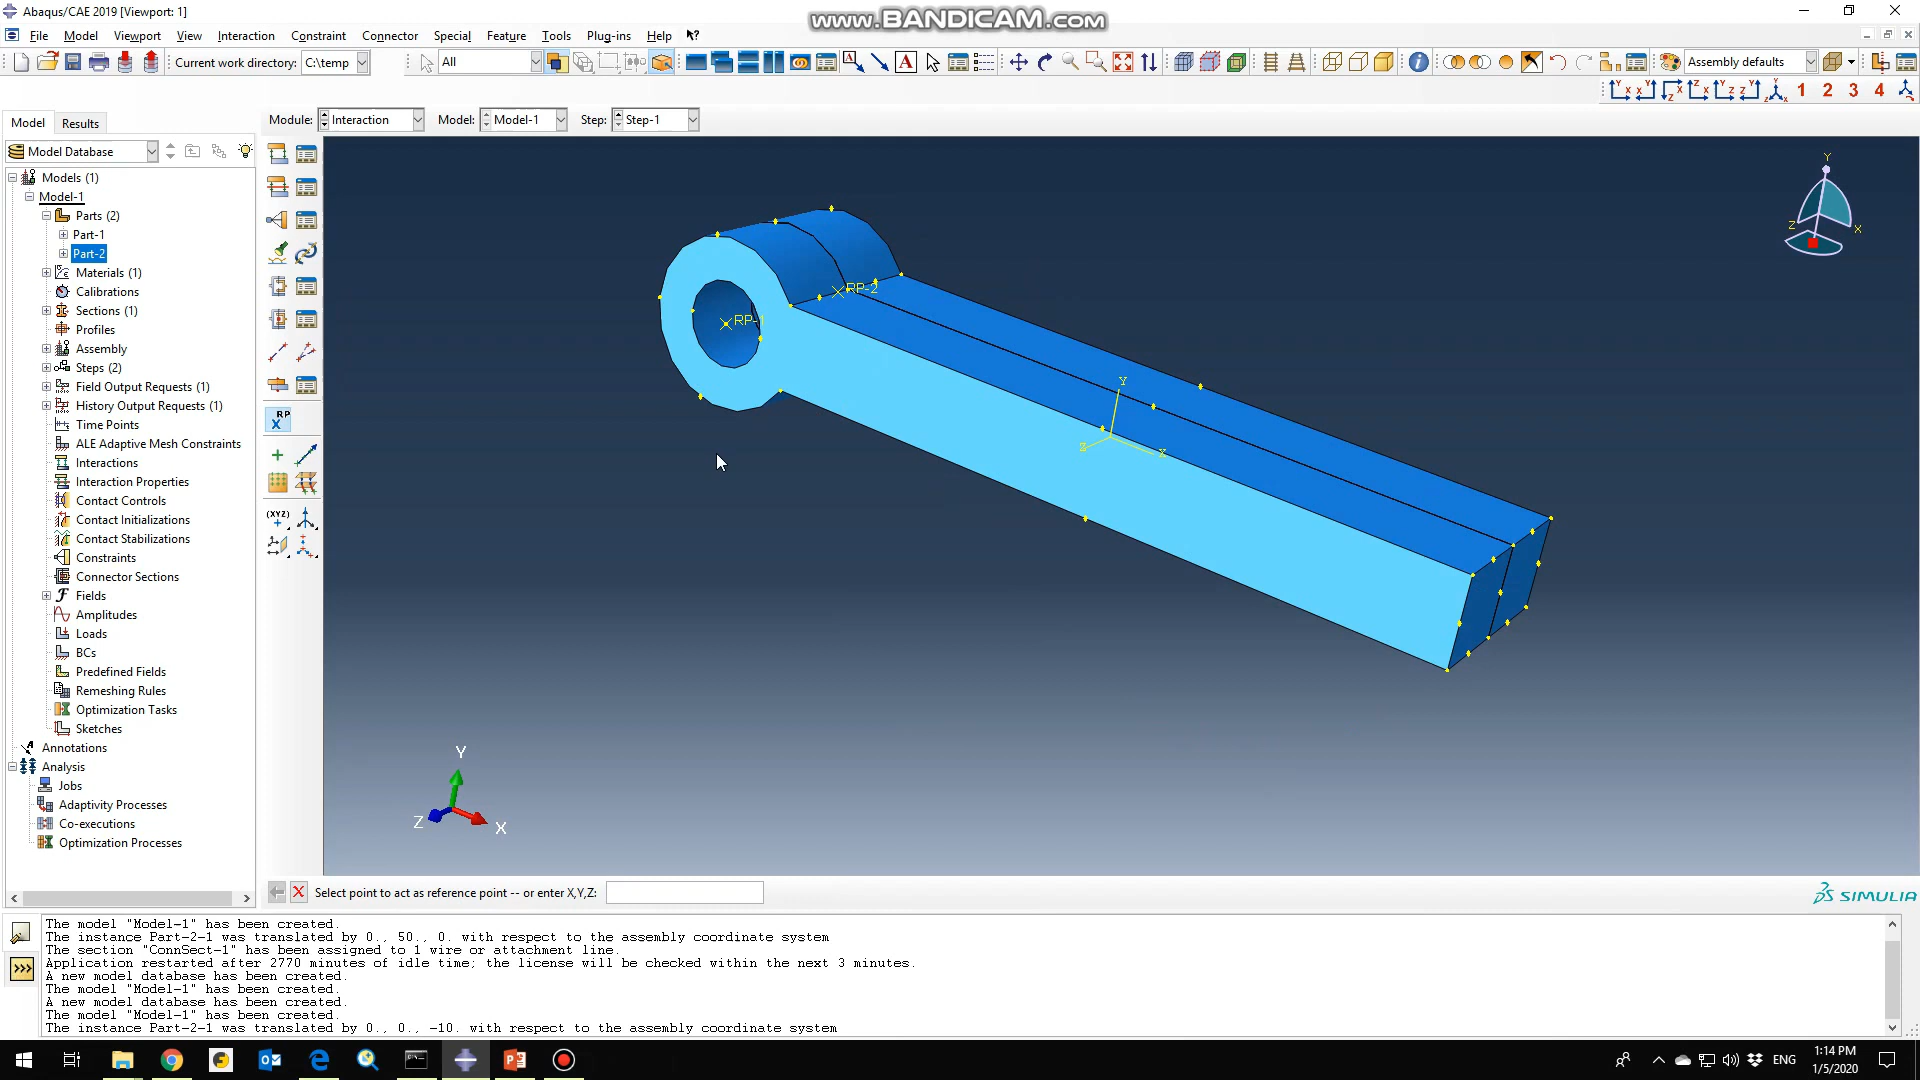 Abaqus/CAE 2019 [Viewport: 1]
www.BANDICAM.com
File Model Viewport View Interaction Constraint Connector Special Feature Tools Plug-ins Help
Current work directory: C:\temp
All
Assembly defaults
1 2 3 4
Model Results
Module: Interaction Model: Model-1 Step: Step-1
Model Database
Models (1)
Model-1
Parts (2)
Part-1
Part-2
Materials (1)
Calibrations
Sections (1)
Profiles
Assembly
Steps (2)
Field Output Requests (1)
History Output Requests (1)
Time Points
ALE Adaptive Mesh Constraints
Interactions
Interaction Properties
Contact Controls
Contact Initializations
Contact Stabilizations
Constraints
Connector Sections
Fields
Amplitudes
Loads
BCs
Predefined Fields
Remeshing Rules
Optimization Tasks
Sketches
Annotations
Analysis
Jobs
Adaptivity Processes
Co-executions
Optimization Processes
RP
X
(XYZ)
RP-2
RP-1
Y
Y
Z
X
Y
Z
X
Select point to act as reference point -- or enter X,Y,Z:
SIMULIA
The model "Model-1" has been created.
The instance Part-2-1 was translated by 0., 50., 0. with respect to the assembly coordinate system
The section "ConnSect-1" has been assigned to 1 wire or attachment line.
Application restarted after 2770 minutes of idle time; the license will be checked within the next 3 minutes.
A new model database has been created.
The model "Model-1" has been created.
A new model database has been created.
The model "Model-1" has been created.
The instance Part-2-1 was translated by 0., 0., -10. with respect to the assembly coordinate system
ENG
1:14 PM
1/5/2020